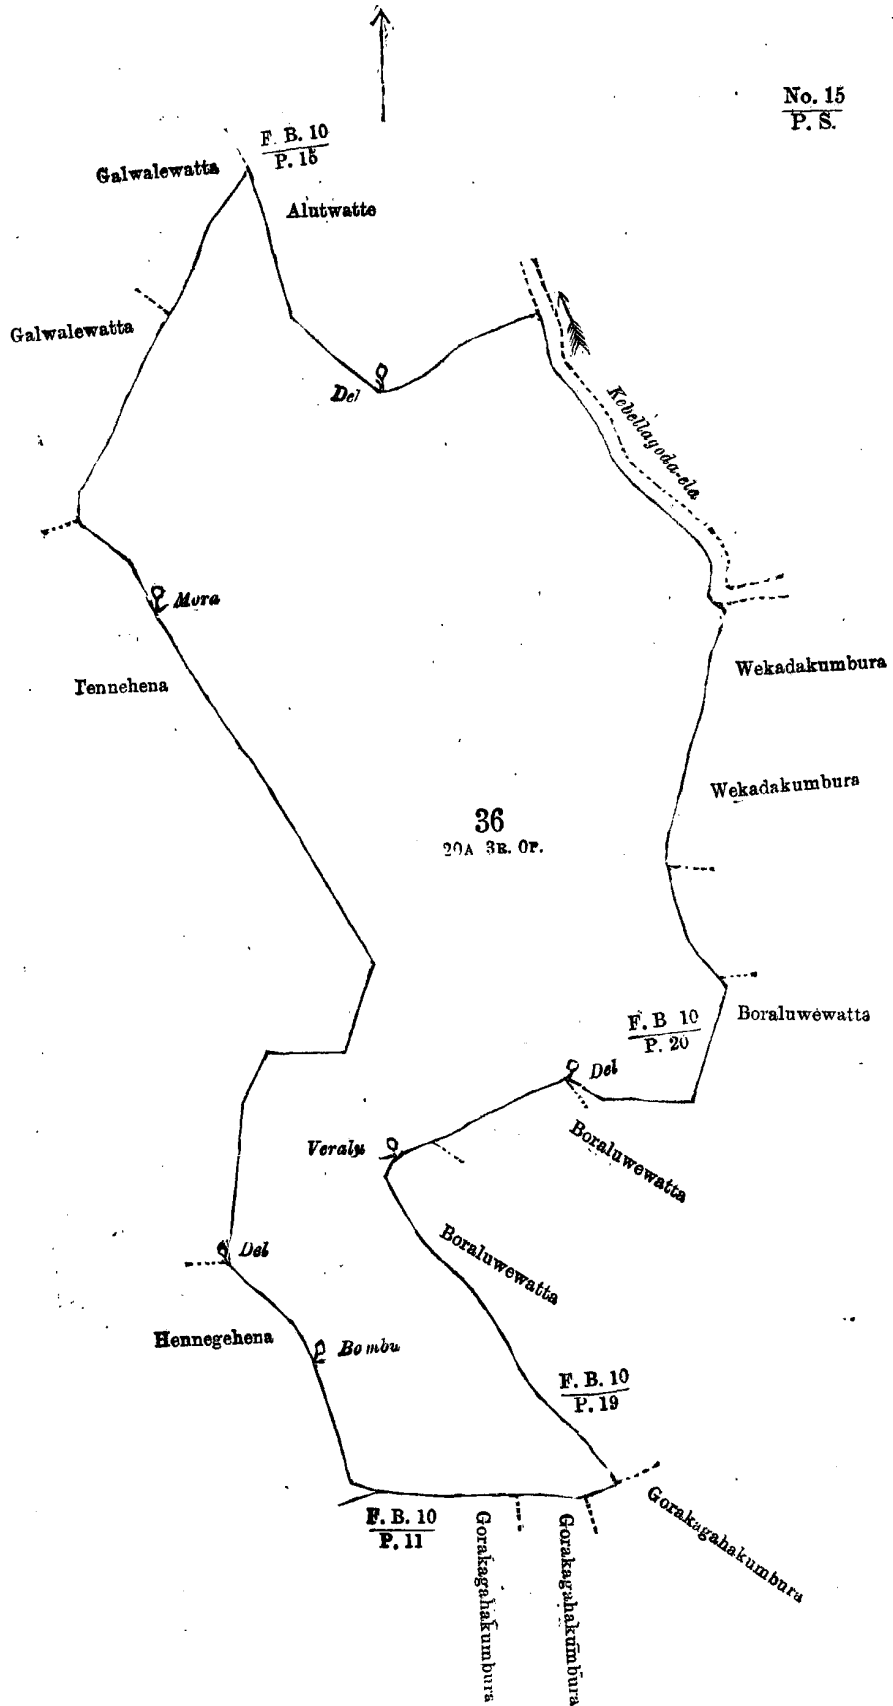 No. 15
P. S.
F. B. 10
P. 15
Galwalewatta
Alutwatte
Galwalewatta
Del
Kebellagoda-ela
Mora
Tennehena
Wekadakumbura
Wekadakumbura
36
20A 3R. 0P.
Boraluwewatta
F. B 10
P. 20
Del
Boraluwewatta
Veralu
Boraluwewatta
Del
Hennegehena
Bombu
F. B. 10
P. 19
Gorakagahakumbura
F. B. 10
P. 11
Gorakagahakumbura
Gorakagahakumbura